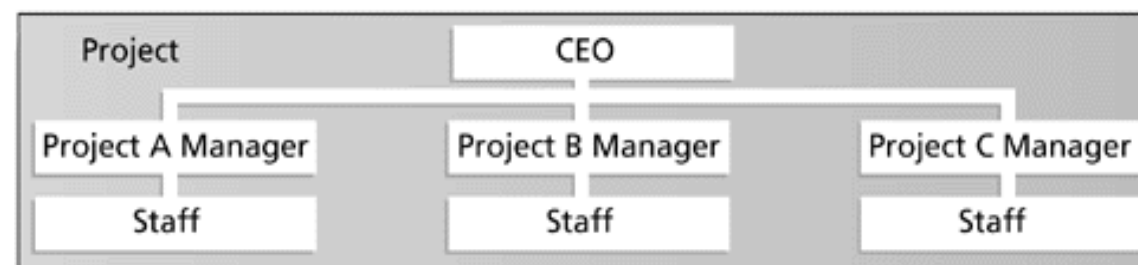 Project
CEO
Project A Manager
Project B Manager
Project C Manager
Staff
Staff
Staff